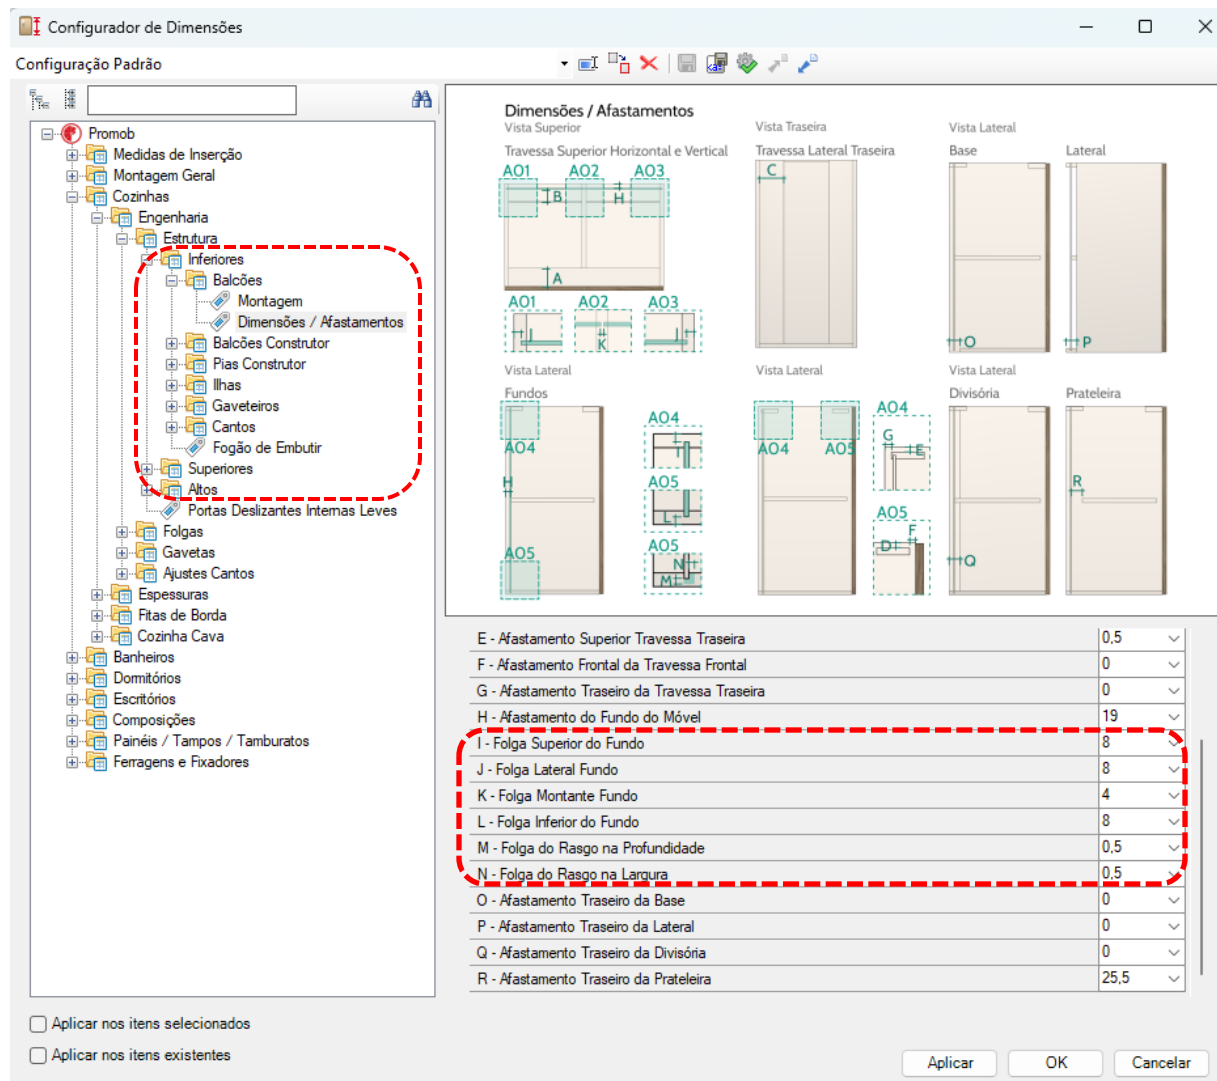 Configurador de Dimensões
Configuração Padrão
Promob
Medidas de Inserção
Montagem Geral
Cozinhas
Engenharia
Estrutura
Inferiores
Balcões
Montagem
Dimensões / Afastamentos
Balcões Construtor
Pias Construtor
Ilhas
Gaveteiros
Cantos
Fogão de Embutir
Superiores
Altos
Portas Deslizantes Internas Leves
Folgas
Gavetas
Ajustes Cantos
Espessuras
Fitas de Borda
Cozinha Cava
Banheiros
Dormitórios
Escritórios
Composições
Painéis / Tampos / Tamburatos
Ferragens e Fixadores
Dimensões / Afastamentos
Vista Superior
Travessa Superior Horizontal e Vertical
AO1 AO2 AO3
B H
A
AO1 AO2 AO3
J K J
Vista Traseira
Travessa Lateral Traseira
C
Vista Lateral
Base Lateral
O P
Vista Lateral
Fundos
AO4
H
AO5
AO4
I
AO5
L
AO5
N
M
Vista Lateral
AO4 AO5
AO4
G
E
AO5
F
D
Vista Lateral
Divisória Prateleira
R
Q
E - Afastamento Superior Travessa Traseira 0,5
F - Afastamento Frontal da Travessa Frontal 0
G - Afastamento Traseiro da Travessa Traseira 0
H - Afastamento do Fundo do Móvel 19
I - Folga Superior do Fundo 8
J - Folga Lateral Fundo 8
K - Folga Montante Fundo 4
L - Folga Inferior do Fundo 8
M - Folga do Rasgo na Profundidade 0,5
N - Folga do Rasgo na Largura 0,5
O - Afastamento Traseiro da Base 0
P - Afastamento Traseiro da Lateral 0
Q - Afastamento Traseiro da Divisória 0
R - Afastamento Traseiro da Prateleira 25,5
Aplicar nos itens selecionados
Aplicar nos itens existentes
Aplicar OK Cancelar